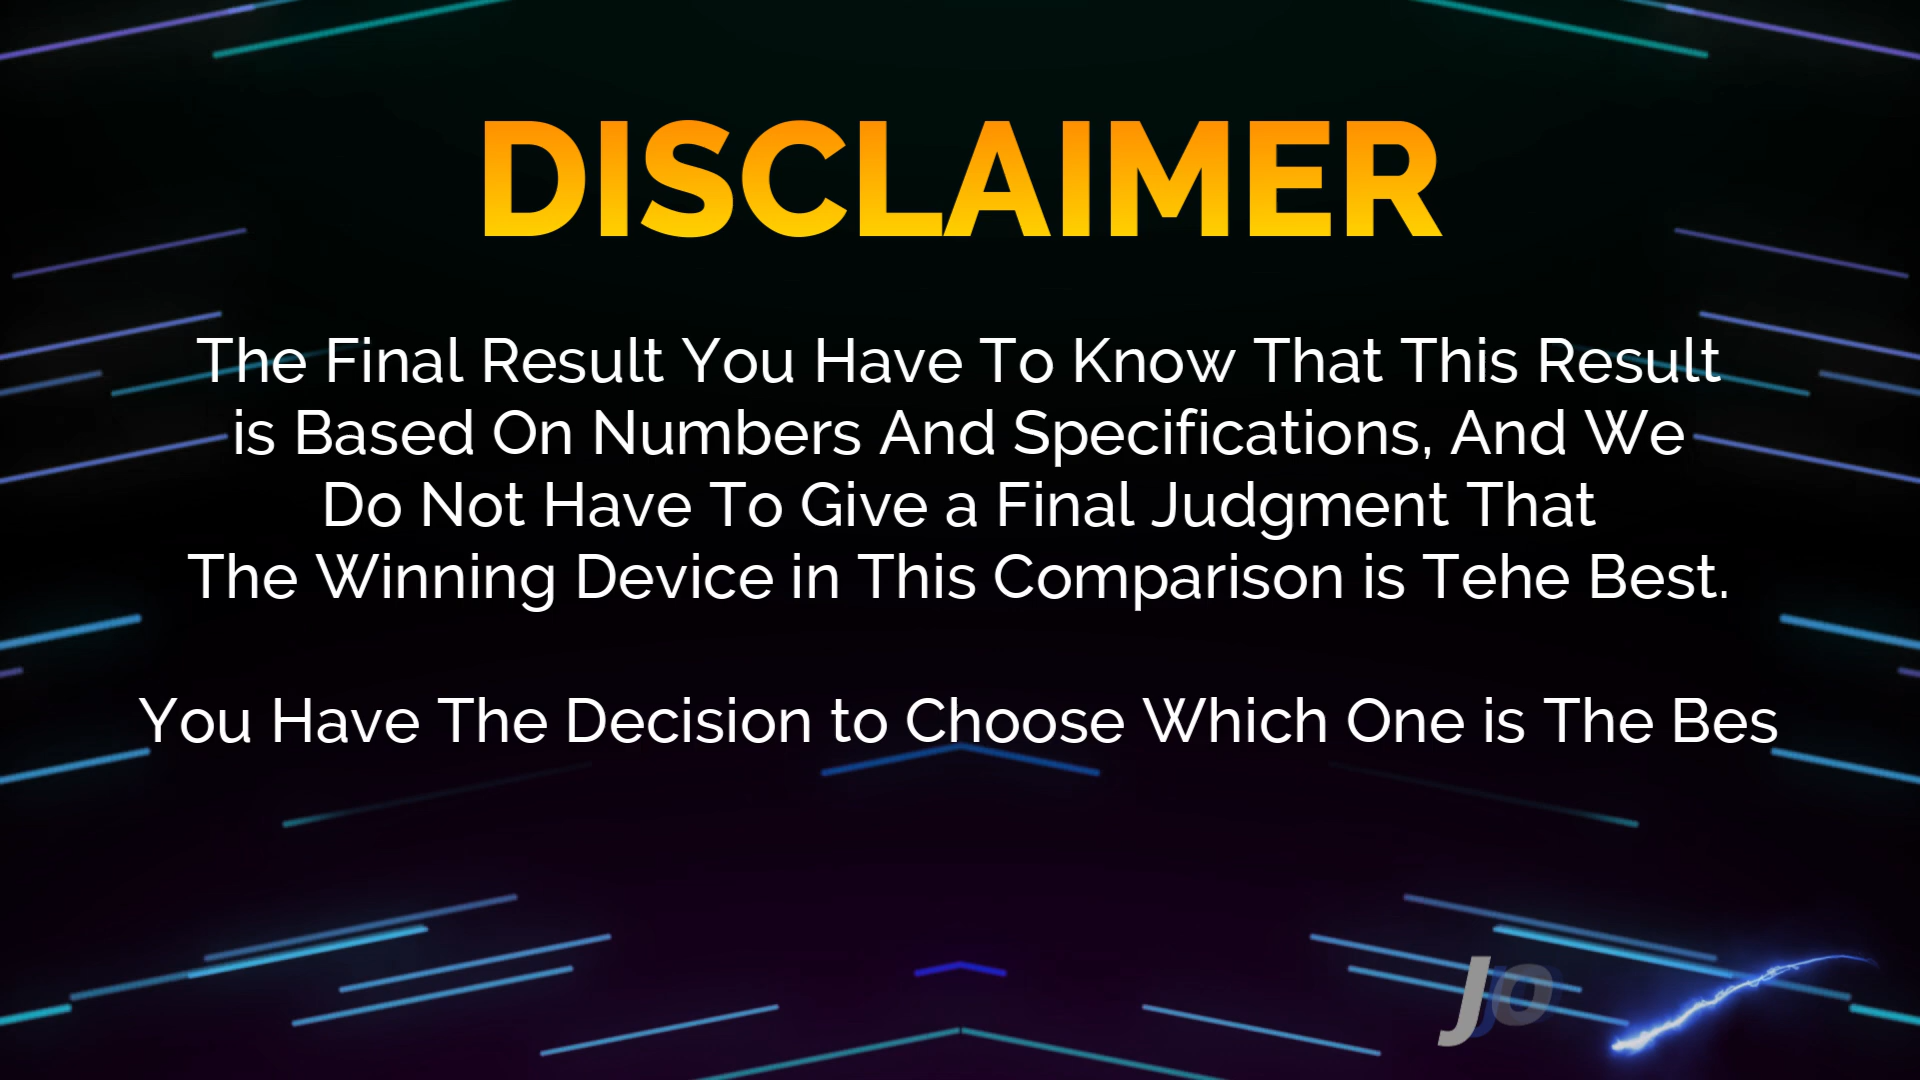 DISCLAIMER
The Final Result You Have To Know That This Result
is Based On Numbers And Specifications, And We
Do Not Have To Give a Final Judgment That
The Winning Device in This Comparison is Tehe Best.
You Have The Decision to Choose Which One is The Bes
JO